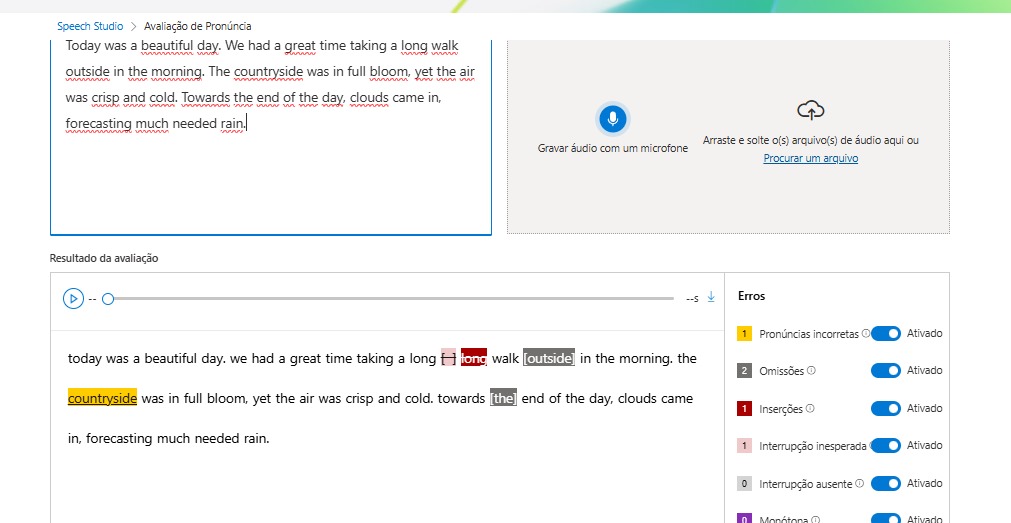 Speech Studio > Avaliação de Pronúncia
Today was a beautiful day. We had a great time taking a long walk
outside in the morning. The countryside was in full bloom, yet the air
was crisp and cold. Towards the end of the day, clouds came in,
forecasting much needed rain.
Gravar áudio com um microfone
Arraste e solte o(s) arquivo(s) de áudio aqui ou
Procurar um arquivo
Resultado da avaliação
-- --s
today was a beautiful day. we had a great time taking a long [ ] long walk [outside] in the morning. the
countryside was in full bloom, yet the air was crisp and cold. towards [the] end of the day, clouds came
in, forecasting much needed rain.
Erros
1 Pronúncias incorretas Ativado
2 Omissões Ativado
1 Inserções Ativado
1 Interrupção inesperada Ativado
0 Interrupção ausente Ativado
0 Monótona Ativado